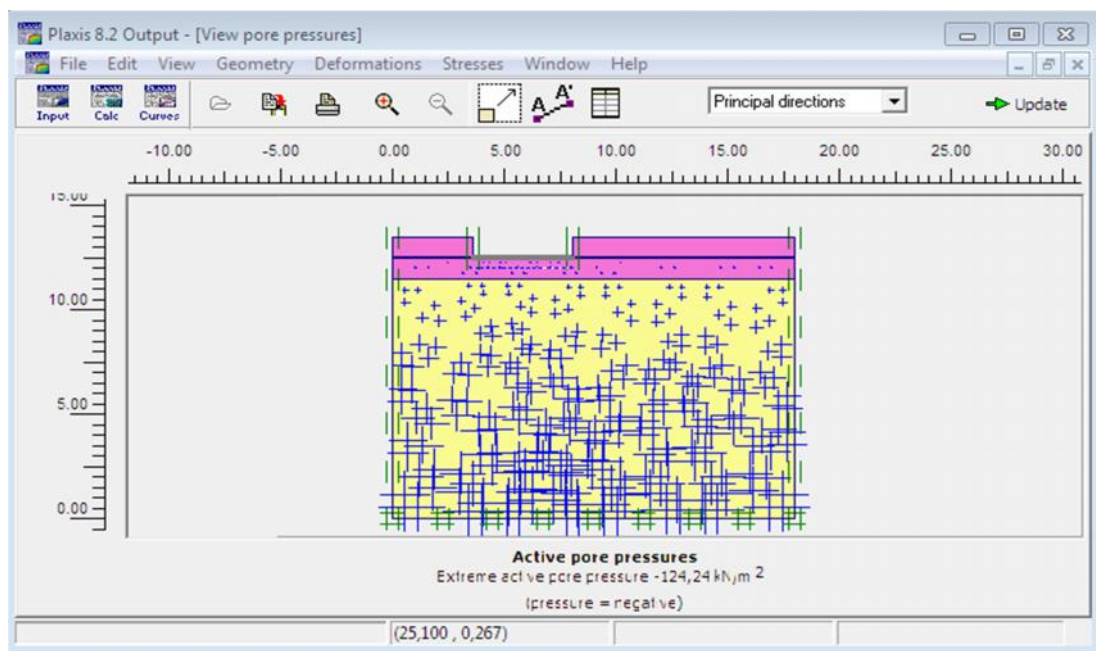 Plaxis 8.2 Output - [View pore pressures]
File Edit View Geometry Deformations Stresses Window Help
Input Calc Curves A A* Principal directions Update
-10.00 -5.00 0.00 5.00 10.00 15.00 20.00 25.00 30.00
15.00
10.00
5.00
0.00
Active pore pressures
Extreme active pore pressure -124,24 kN/m 2
(pressure = negative)
(25,100 , 0,267)